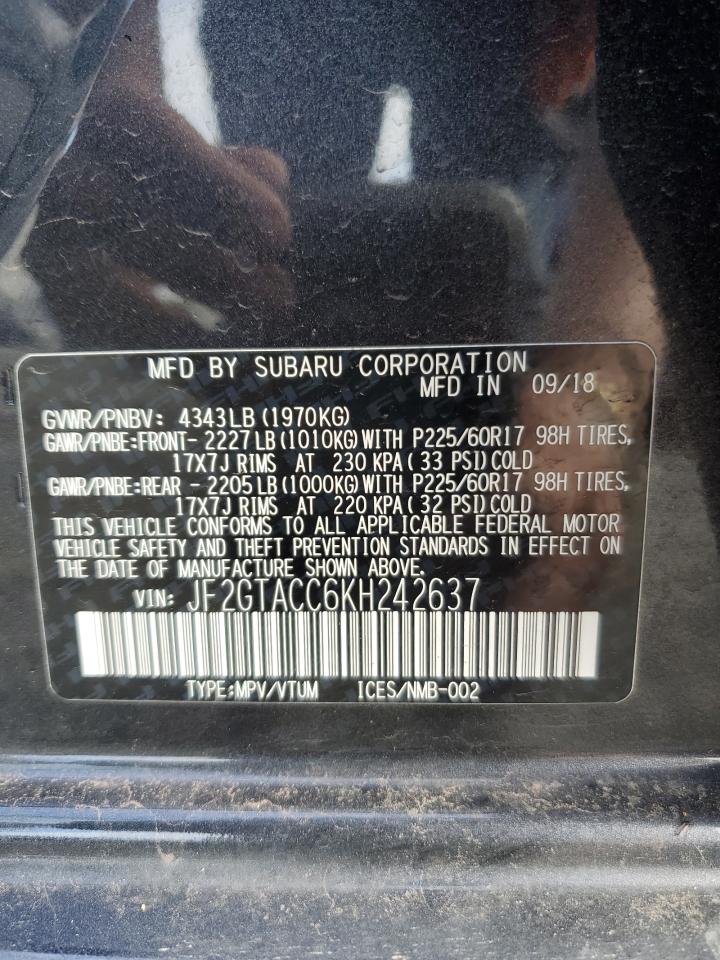 MFD BY SUBARU CORPORATION
MFD IN 09/18
GVWR/PNBV: 4343LB (1970KG)
GAWR/PNBE:FRONT- 2227LB(1010KG)WITH P225/60R17 98H TIRES,
17X7J RIMS AT 230 KPA( 33 PSI)COLD
GAWR/PNBE:REAR - 2205LB(1000KG)WITH P225/60R17 98H TIRES,
17X7J RIMS AT 220 KPA( 32 PSI)COLD
THIS VEHICLE CONFORMS TO ALL APPLICABLE FEDERAL MOTOR
VEHICLE SAFETY AND THEFT PREVENTION STANDARDS IN EFFECT ON
THE DATE OF MANUFACTURE SHOWN ABOVE.
VIN: JF2GTACC6KH242637
TYPE:MPV/VTUM ICES/NMB-002